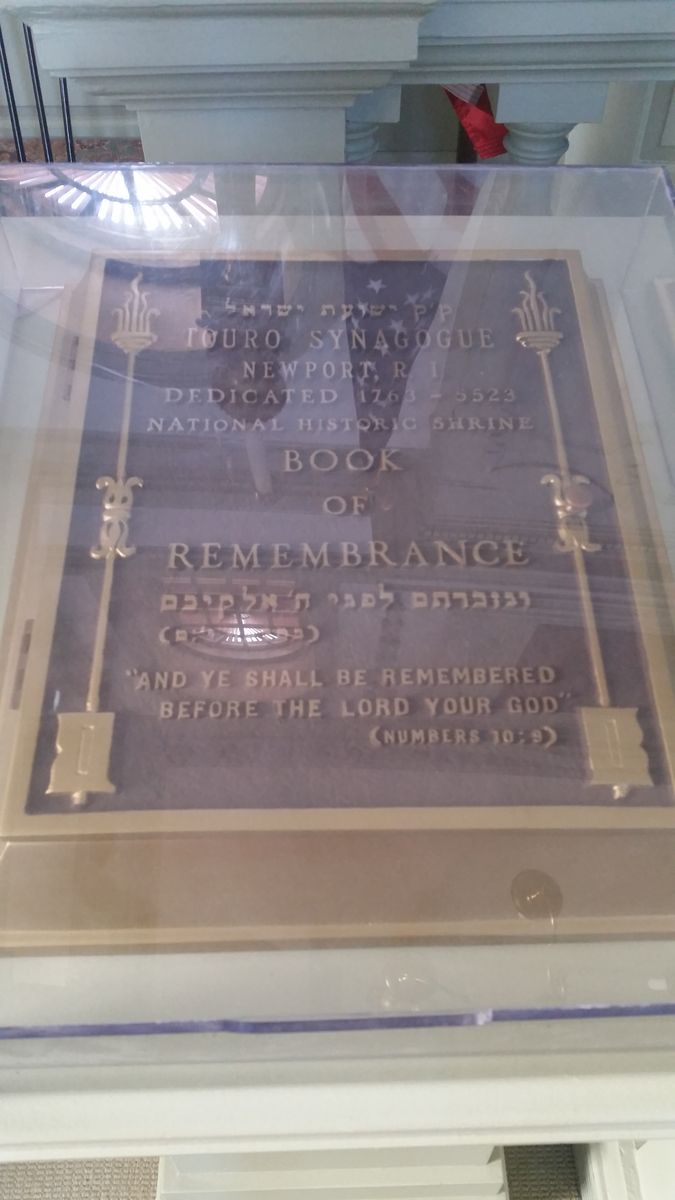 ק״ק ישועת ישראל
TOURO SYNAGOGUE
NEWPORT, R. I.
DEDICATED 1763 - 5523
NATIONAL HISTORIC SHRINE
BOOK
OF
REMEMBRANCE
ונזכרתם לפני ה׳ אלקיכם
"AND YE SHALL BE REMEMBERED
BEFORE THE LORD YOUR GOD"
(NUMBERS 10:9)